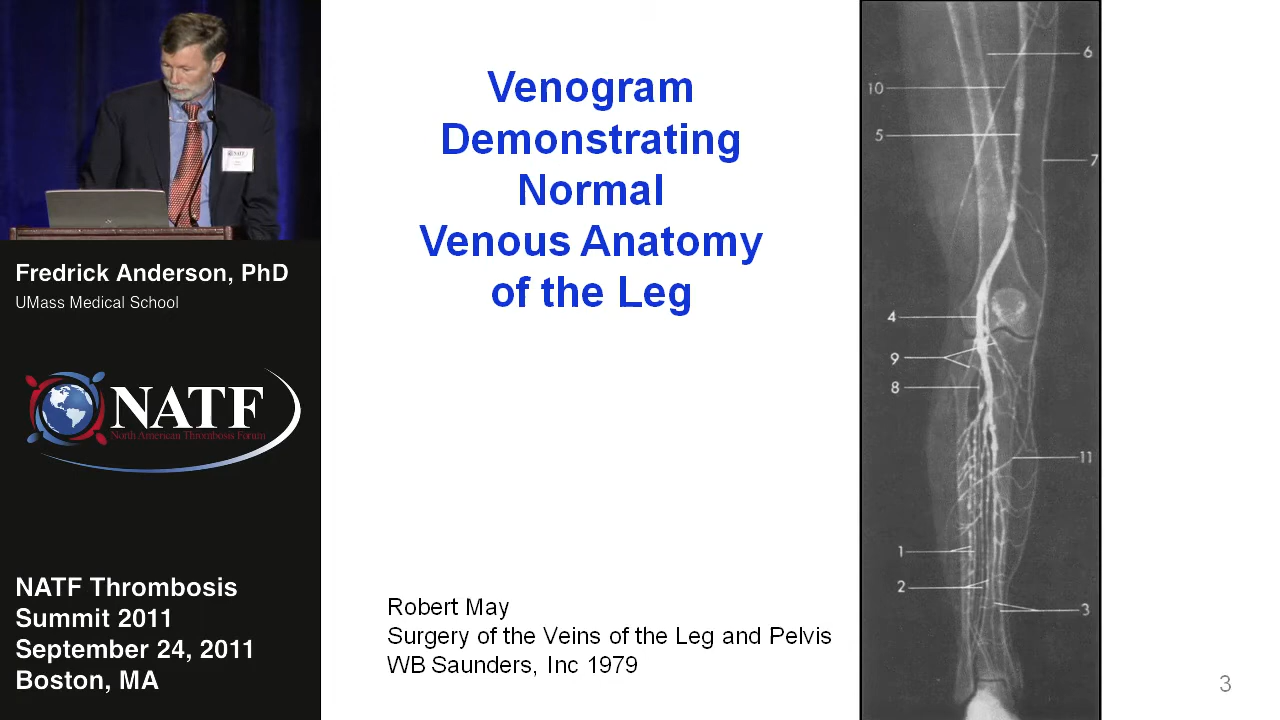 Venogram
Demonstrating
Normal
Venous Anatomy
of the Leg
6
10
5
7
4
9
8
11
1
2
3
Fredrick Anderson, PhD
UMass Medical School
NATF
North American Thrombosis Forum
NATF Thrombosis
Summit 2011
September 24, 2011
Boston, MA
Robert May
Surgery of the Veins of the Leg and Pelvis
WB Saunders, Inc 1979
3